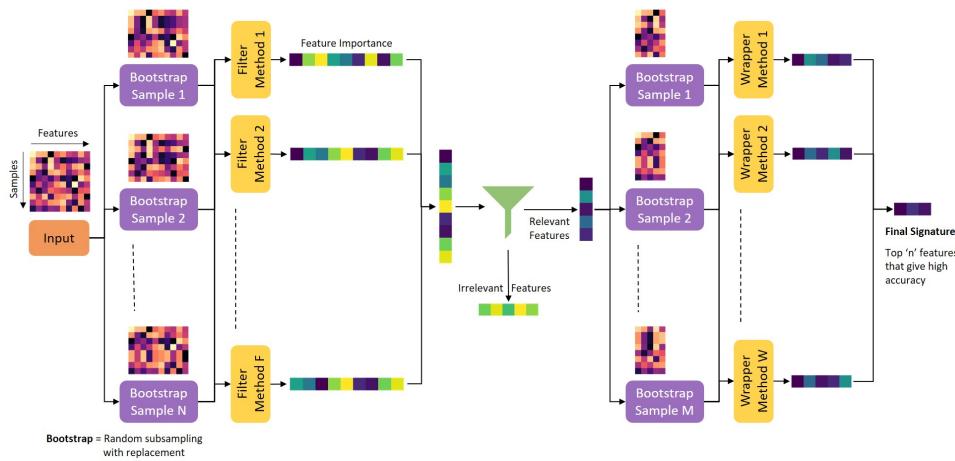 Features
Samples
Input
Bootstrap
Sample 1
Bootstrap
Sample 2
Bootstrap
Sample N
Bootstrap = Random subsampling
with replacement
Filter
Method 1
Filter
Method 2
Filter
Method F
Feature Importance
Relevant
Features
Irrelevant Features
Bootstrap
Sample 1
Bootstrap
Sample 2
Bootstrap
Sample M
Wrapper
Method 1
Wrapper
Method 2
Wrapper
Method W
Final Signature
Top ‘n’ features
that give high
accuracy